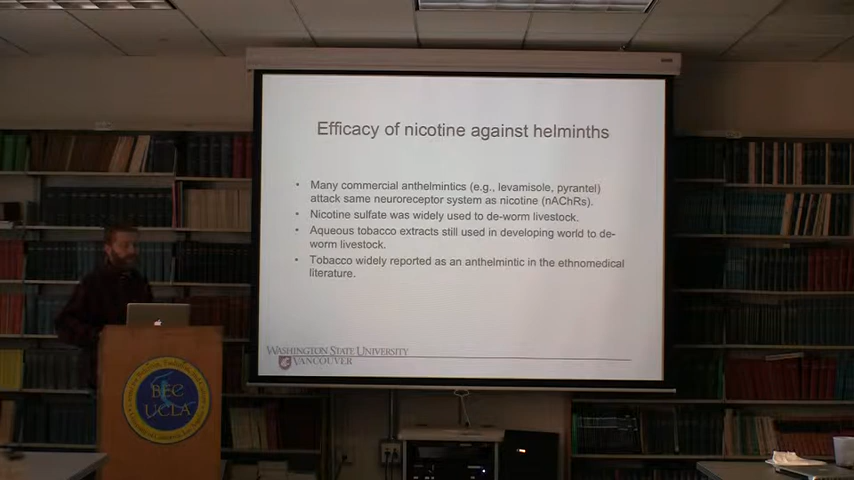 Efficacy of nicotine against helminths
• Many commercial anthelmintics (e.g., levamisole, pyrantel)
attack same neuroreceptor system as nicotine (nAChRs).
• Nicotine sulfate was widely used to de-worm livestock.
• Aqueous tobacco extracts still used in developing world to de-
worm livestock.
• Tobacco widely reported as an anthelmintic in the ethnomedical
literature.
WASHINGTON STATE UNIVERSITY
VANCOUVER
BEC
UCLA